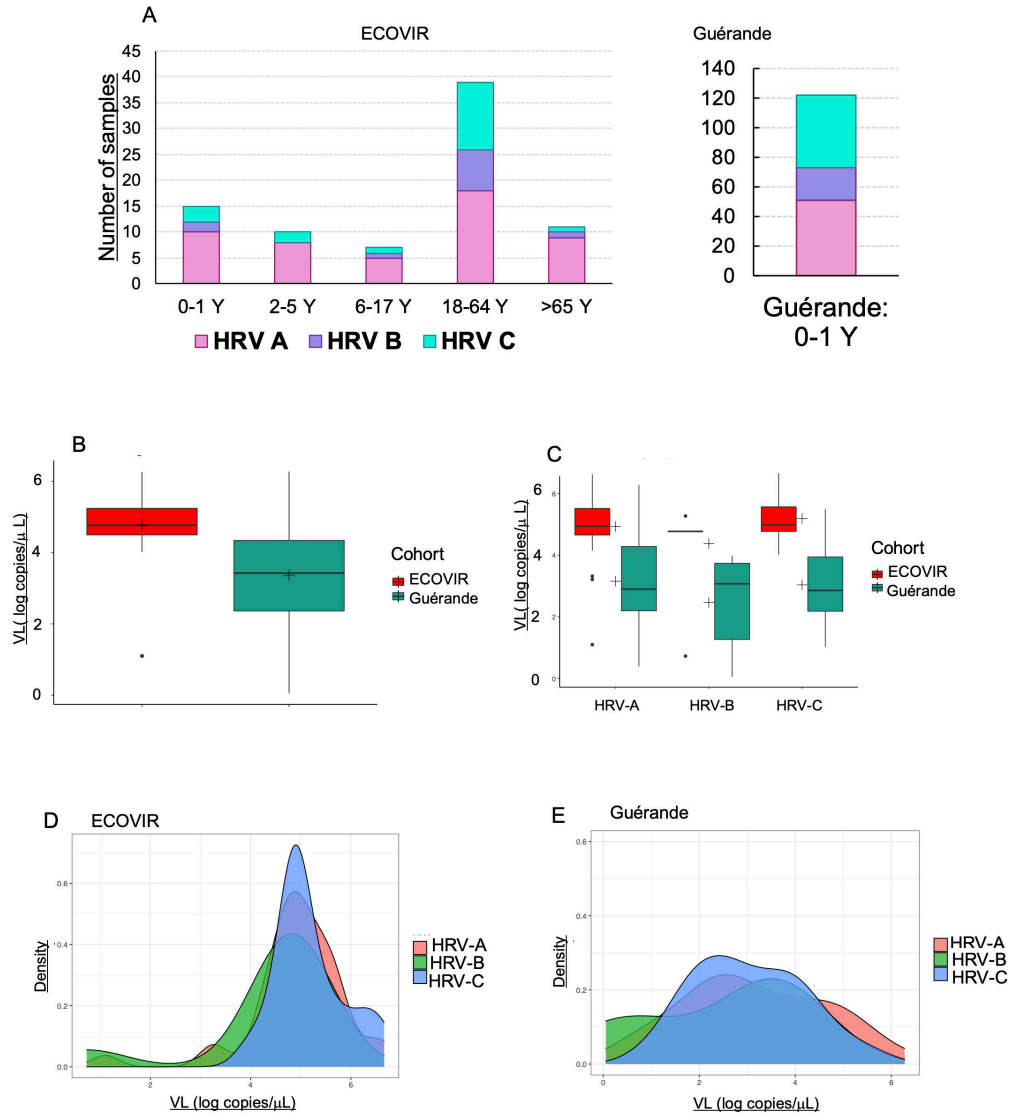 A
ECOVIR
Guérande
Number of samples
45
40
35
30
25
20
15
10
5
0
0-1 Y 2-5 Y 6-17 Y 18-64 Y >65 Y
HRV A HRV B HRV C
140
120
100
80
60
40
20
0
Guérande:
0-1 Y
B
VL( log copies/μ L)
6
4
2
0
Cohort
ECOVIR
Guérande
C
VL( log copies/μ L)
6 6
4 4
2 2
0 0
HRV-A HRV-B HRV-C
Cohort
ECOVIR
Guérande
D ECOVIR
Density
0.6
0.4
0.2
0.0
2 4 6
VL (log copies/μL)
HRV-A
HRV-B
HRV-C
E Guérande
Density
0.6
0.4
0.2
0.0
0 2 4 6
VL (log copies/μL)
HRV-A
HRV-B
HRV-C